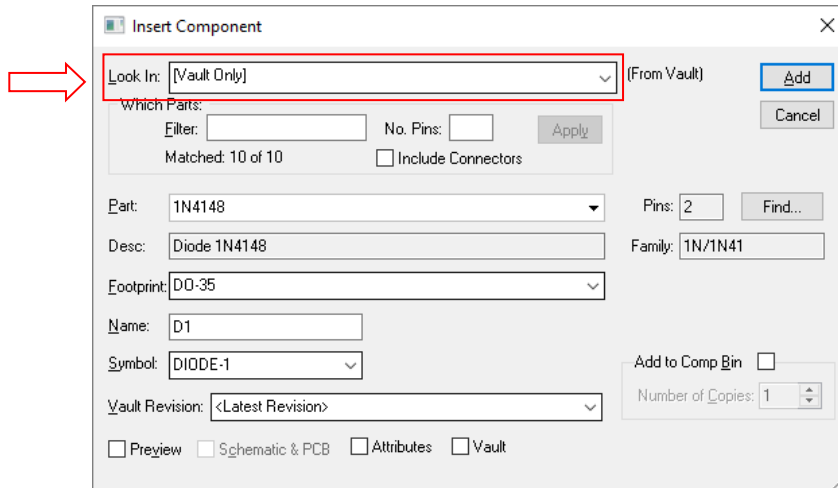 Insert Component
Look In: [Vault Only] (From Vault) Add
Which Parts:
Filter: No. Pins: Apply Cancel
Matched: 10 of 10 Include Connectors
Part: 1N4148 Pins: 2 Find...
Desc: Diode 1N4148 Family: 1N/1N41
Footprint: DO-35
Name: D1
Symbol: DIODE-1 Add to Comp Bin
Vault Revision: <Latest Revision> Number of Copies: 1
Preview Schematic & PCB Attributes Vault